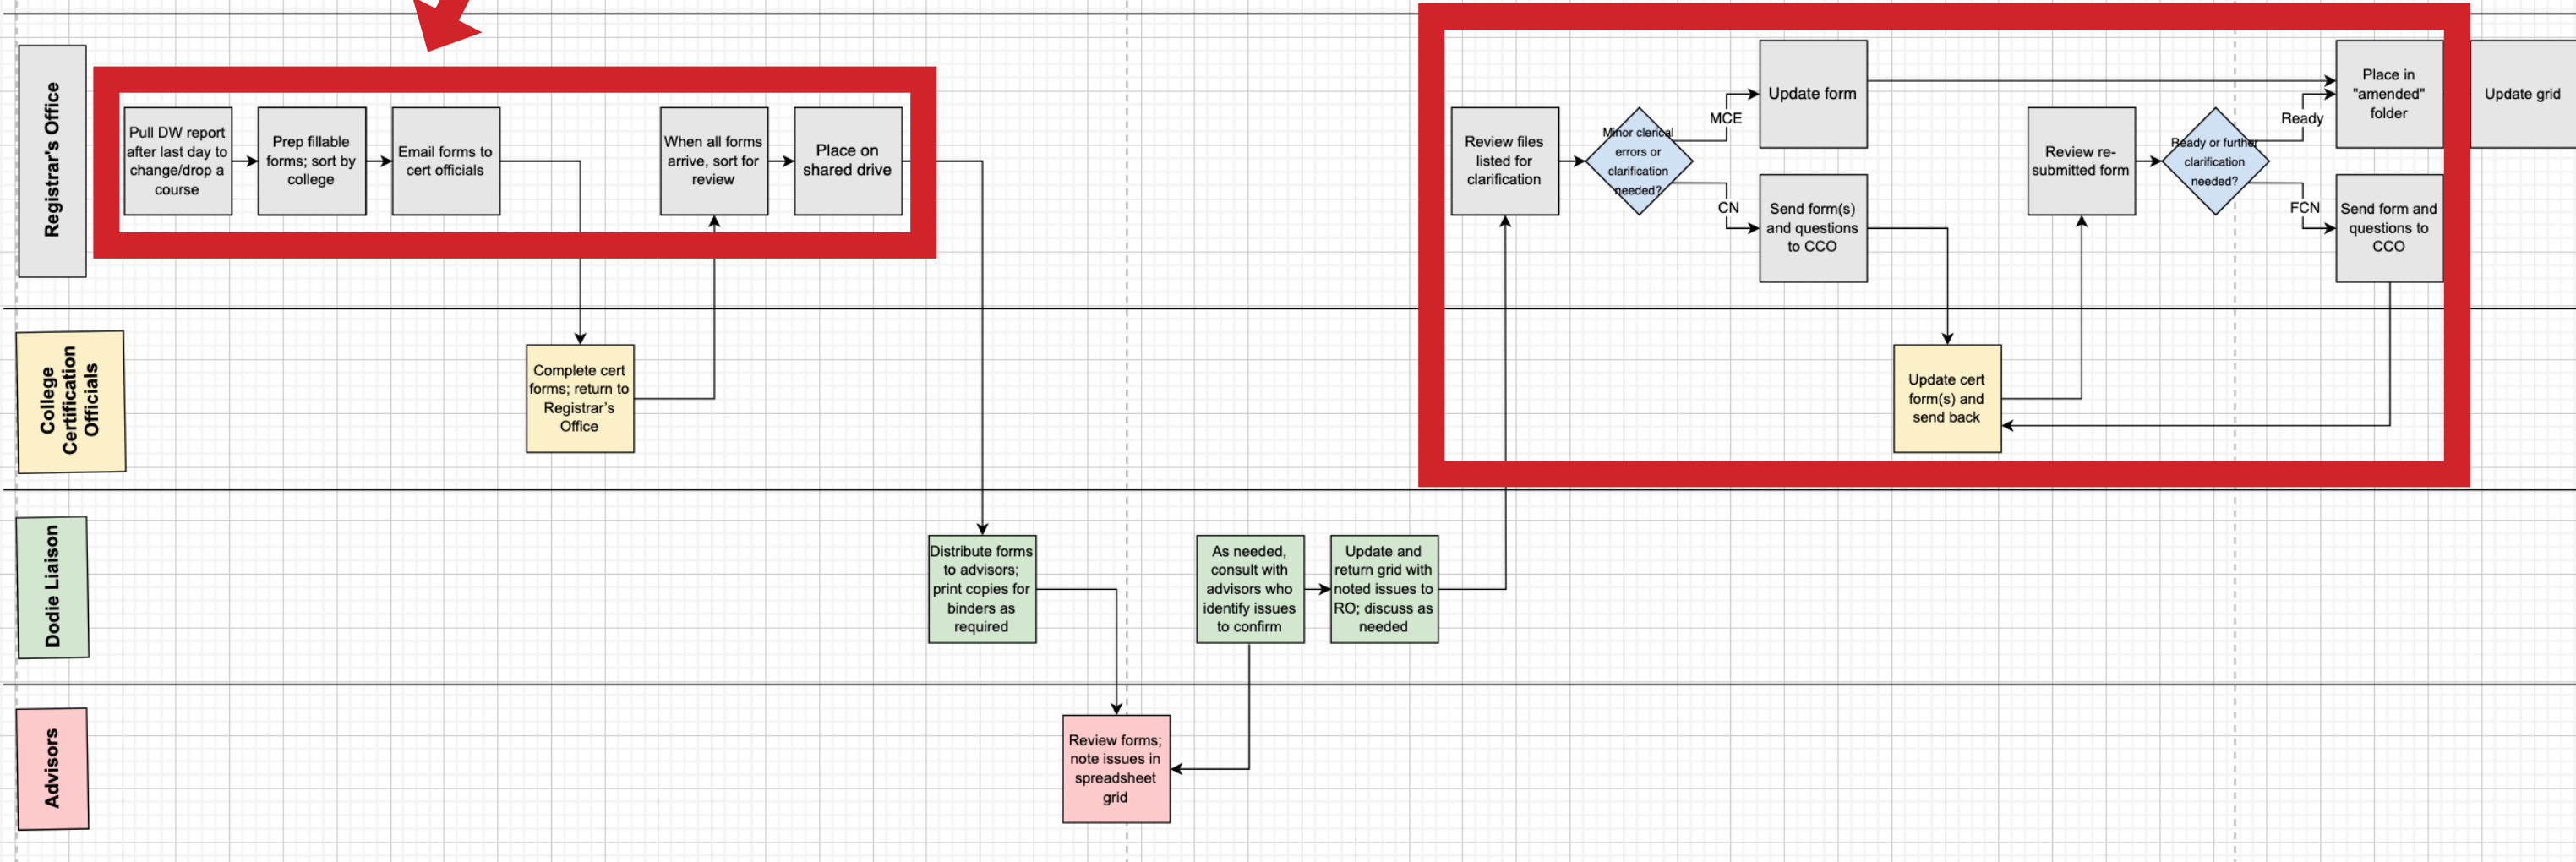 Registrar's Office
Pull DW report
after last day to
change/drop a
course
Prep fillable
forms; sort by
college
Email forms to
cert officials
When all forms
arrive, sort for
review
Place on
shared drive
Review files
listed for
clarification
Minor clerical
errors or
clarification
needed?
MCE
CN
Update form
Send form(s)
and questions
to CCO
Review re-
submitted form
Ready or further
clarification
needed?
Ready
FCN
Place in
"amended"
folder
Send form and
questions to
CCO
Update grid
College
Certification
Officials
Complete cert
forms; return to
Registrar's
Office
Update cert
form(s) and
send back
Dodie Liaison
Distribute forms
to advisors;
print copies for
binders as
required
As needed,
consult with
advisors who
identify issues
to confirm
Update and
return grid with
noted issues to
RO; discuss as
needed
Advisors
Review forms;
note issues in
spreadsheet
grid